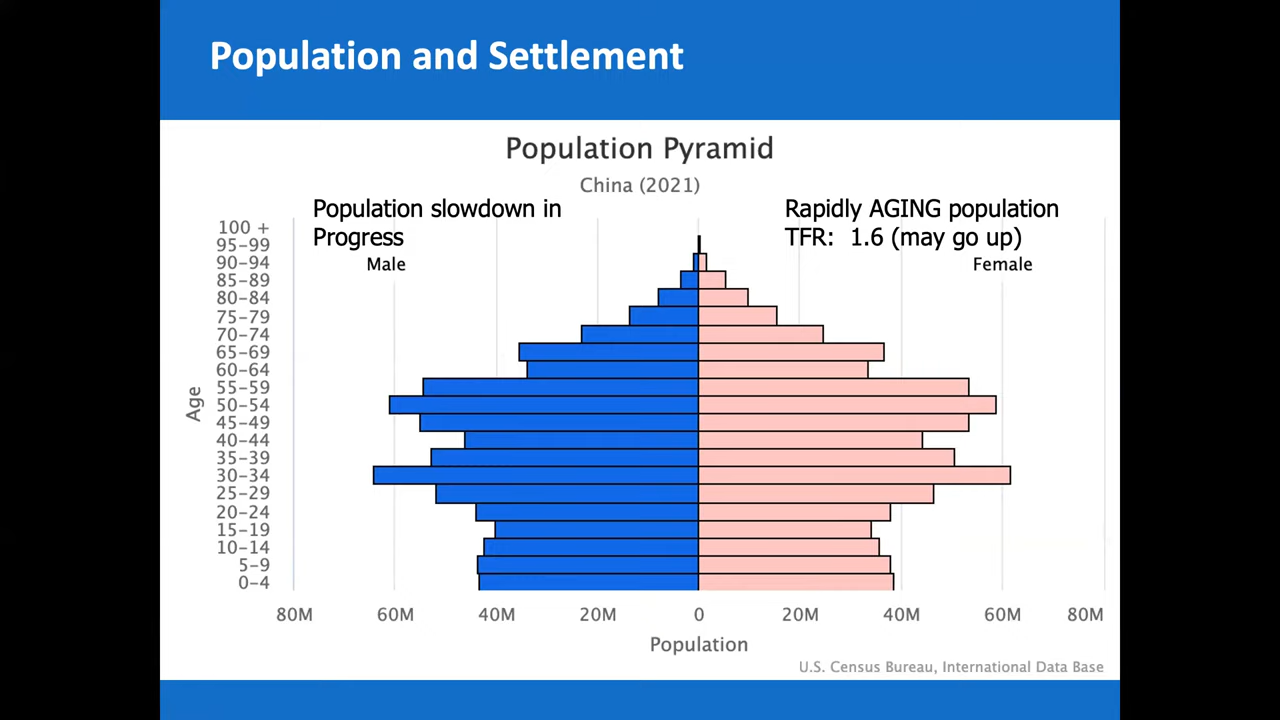 Population and Settlement
Population Pyramid
China (2021)
Population slowdown in
Progress
Rapidly AGING population
TFR:  1.6 (may go up)
Male
Female
Age
100 +
95-99
90-94
85-89
80-84
75-79
70-74
65-69
60-64
55-59
50-54
45-49
40-44
35-39
30-34
25-29
20-24
15-19
10-14
5-9
0-4
80M 60M 40M 20M 0 20M 40M 60M 80M
Population
U.S. Census Bureau, International Data Base